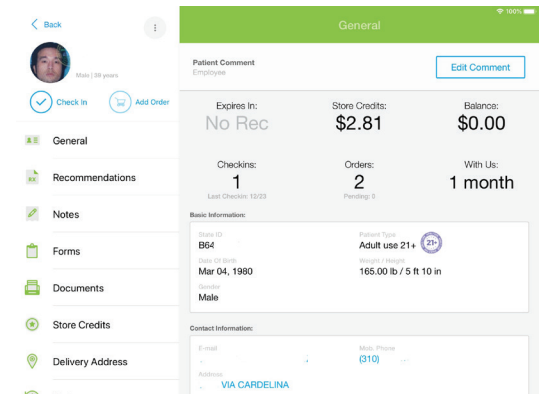 100%
Back
General
Male | 39 years
Patient Comment
Employee
Edit Comment
Check In
Add Order
Expires In:
Store Credits:
Balance:
No Rec
$2.81
$0.00
Checkins:
Orders:
With Us:
1
2
1 month
Last Checkin: 12/23
Pending: 0
General
Recommendations
Notes
Forms
Documents
Store Credits
Delivery Address
Basic Information:
State ID
B64
Patient Type
Adult use 21+
21+
Date Of Birth
Mar 04, 1980
Weight / Height
165.00 lb / 5 ft 10 in
Gender
Male
Contact Information:
E-mail
Mob. Phone
(310)
Address
VIA CARDELINA